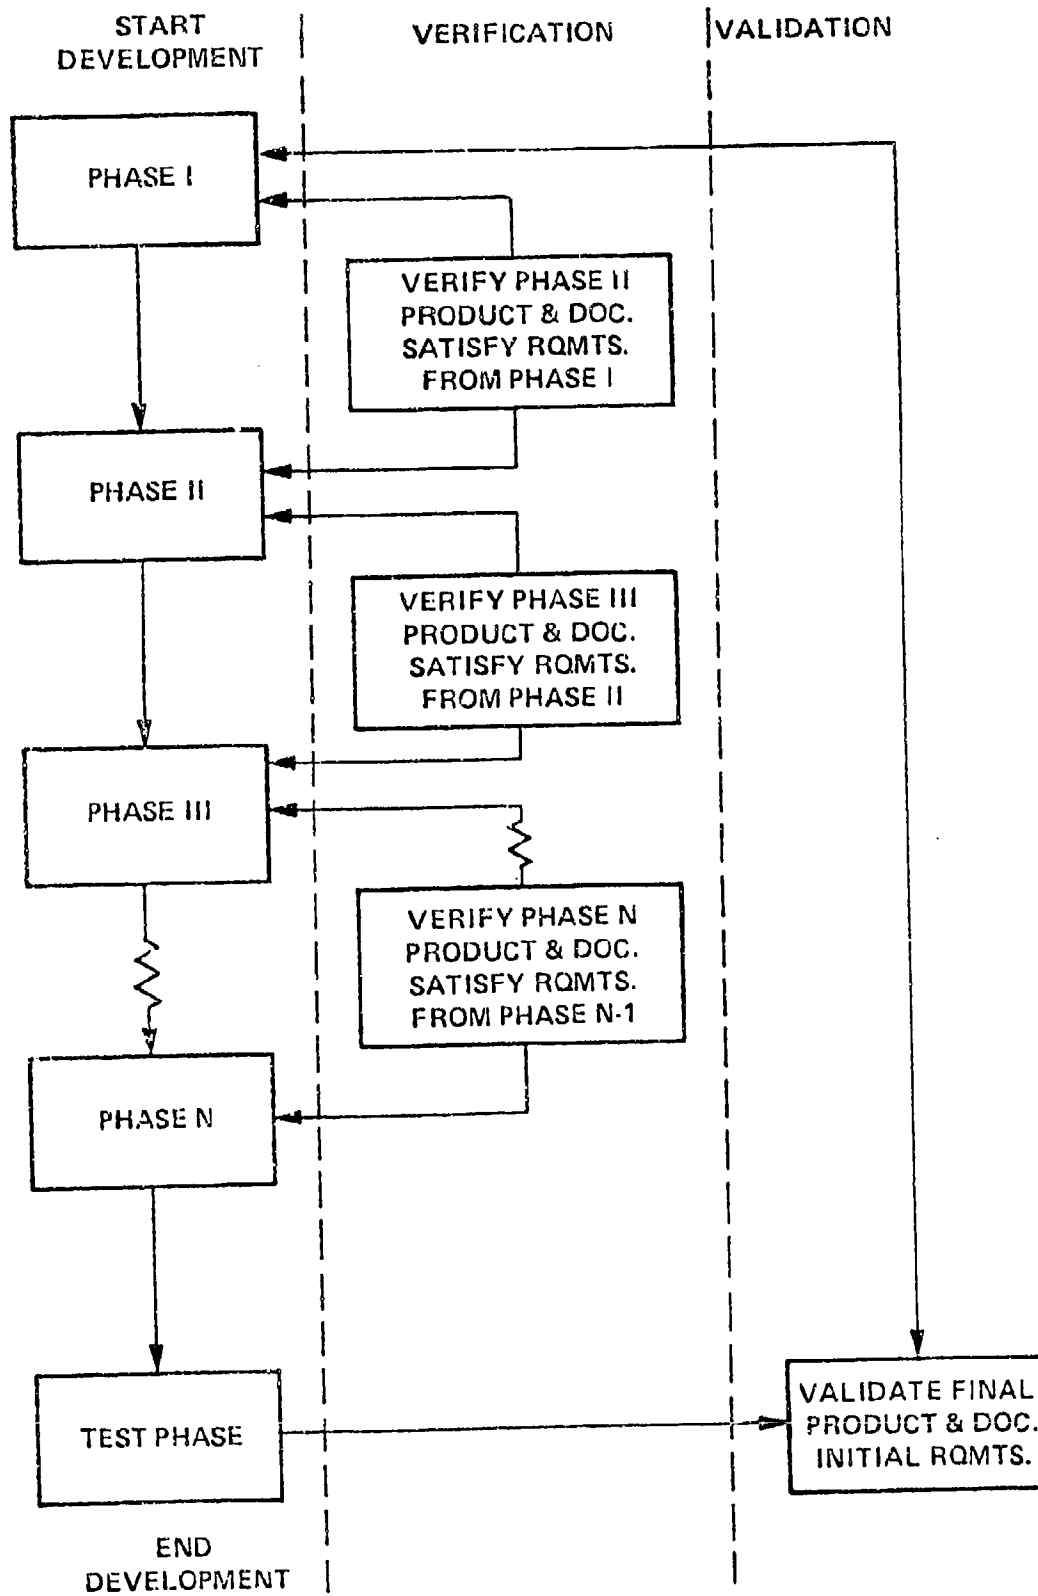 START
DEVELOPMENT
VERIFICATION
VALIDATION
PHASE I
VERIFY PHASE II
PRODUCT & DOC.
SATISFY RQMTS.
FROM PHASE I
PHASE II
VERIFY PHASE III
PRODUCT & DOC.
SATISFY RQMTS.
FROM PHASE II
PHASE III
VERIFY PHASE N
PRODUCT & DOC.
SATISFY RQMTS.
FROM PHASE N-1
PHASE N
TEST PHASE
VALIDATE FINAL
PRODUCT & DOC.
INITIAL RQMTS.
END
DEVELOPMENT